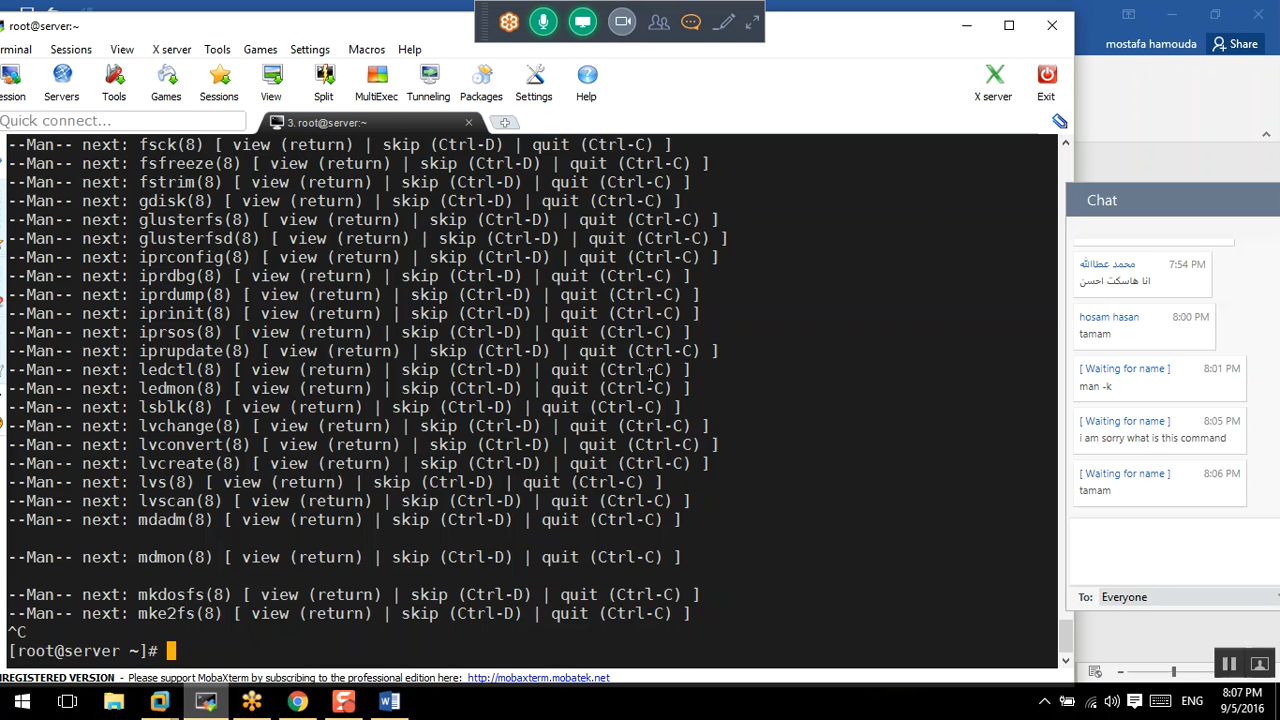 root@server:~
mostafa hamouda
Share
rminal Sessions View X server Tools Games Settings Macros Help
ession Servers Tools Games Sessions View Split MultiExec Tunneling Packages Settings Help X server Exit
Quick connect...
3. root@server:~
--Man-- next: fsck(8) [ view (return) | skip (Ctrl-D) | quit (Ctrl-C) ]
--Man-- next: fsfreeze(8) [ view (return) | skip (Ctrl-D) | quit (Ctrl-C) ]
--Man-- next: fstrim(8) [ view (return) | skip (Ctrl-D) | quit (Ctrl-C) ]
--Man-- next: gdisk(8) [ view (return) | skip (Ctrl-D) | quit (Ctrl-C) ]
--Man-- next: glusterfs(8) [ view (return) | skip (Ctrl-D) | quit (Ctrl-C) ]
--Man-- next: glusterfsd(8) [ view (return) | skip (Ctrl-D) | quit (Ctrl-C) ]
--Man-- next: iprconfig(8) [ view (return) | skip (Ctrl-D) | quit (Ctrl-C) ]
--Man-- next: iprdbg(8) [ view (return) | skip (Ctrl-D) | quit (Ctrl-C) ]
--Man-- next: iprdump(8) [ view (return) | skip (Ctrl-D) | quit (Ctrl-C) ]
--Man-- next: iprinit(8) [ view (return) | skip (Ctrl-D) | quit (Ctrl-C) ]
--Man-- next: iprsos(8) [ view (return) | skip (Ctrl-D) | quit (Ctrl-C) ]
--Man-- next: iprupdate(8) [ view (return) | skip (Ctrl-D) | quit (Ctrl-C) ]
--Man-- next: ledctl(8) [ view (return) | skip (Ctrl-D) | quit (Ctrl-C) ]
--Man-- next: ledmon(8) [ view (return) | skip (Ctrl-D) | quit (Ctrl-C) ]
--Man-- next: lsblk(8) [ view (return) | skip (Ctrl-D) | quit (Ctrl-C) ]
--Man-- next: lvchange(8) [ view (return) | skip (Ctrl-D) | quit (Ctrl-C) ]
--Man-- next: lvconvert(8) [ view (return) | skip (Ctrl-D) | quit (Ctrl-C) ]
--Man-- next: lvcreate(8) [ view (return) | skip (Ctrl-D) | quit (Ctrl-C) ]
--Man-- next: lvs(8) [ view (return) | skip (Ctrl-D) | quit (Ctrl-C) ]
--Man-- next: lvscan(8) [ view (return) | skip (Ctrl-D) | quit (Ctrl-C) ]
--Man-- next: mdadm(8) [ view (return) | skip (Ctrl-D) | quit (Ctrl-C) ]
--Man-- next: mdmon(8) [ view (return) | skip (Ctrl-D) | quit (Ctrl-C) ]
--Man-- next: mkdosfs(8) [ view (return) | skip (Ctrl-D) | quit (Ctrl-C) ]
--Man-- next: mke2fs(8) [ view (return) | skip (Ctrl-D) | quit (Ctrl-C) ]
^C
[root@server ~]#
Chat
محمد عطاالله 7:54 PM
انا هاسكت احسن
hosam hasan 8:00 PM
tamam
[ Waiting for name ] 8:01 PM
man -k
[ Waiting for name ] 8:05 PM
i am sorry what is this command
[ Waiting for name ] 8:06 PM
tamam
To: Everyone
REGISTERED VERSION - Please support MobaXterm by subscribing to the professional edition here: http://mobaxterm.mobatek.net
ENG
8:07 PM
9/5/2016